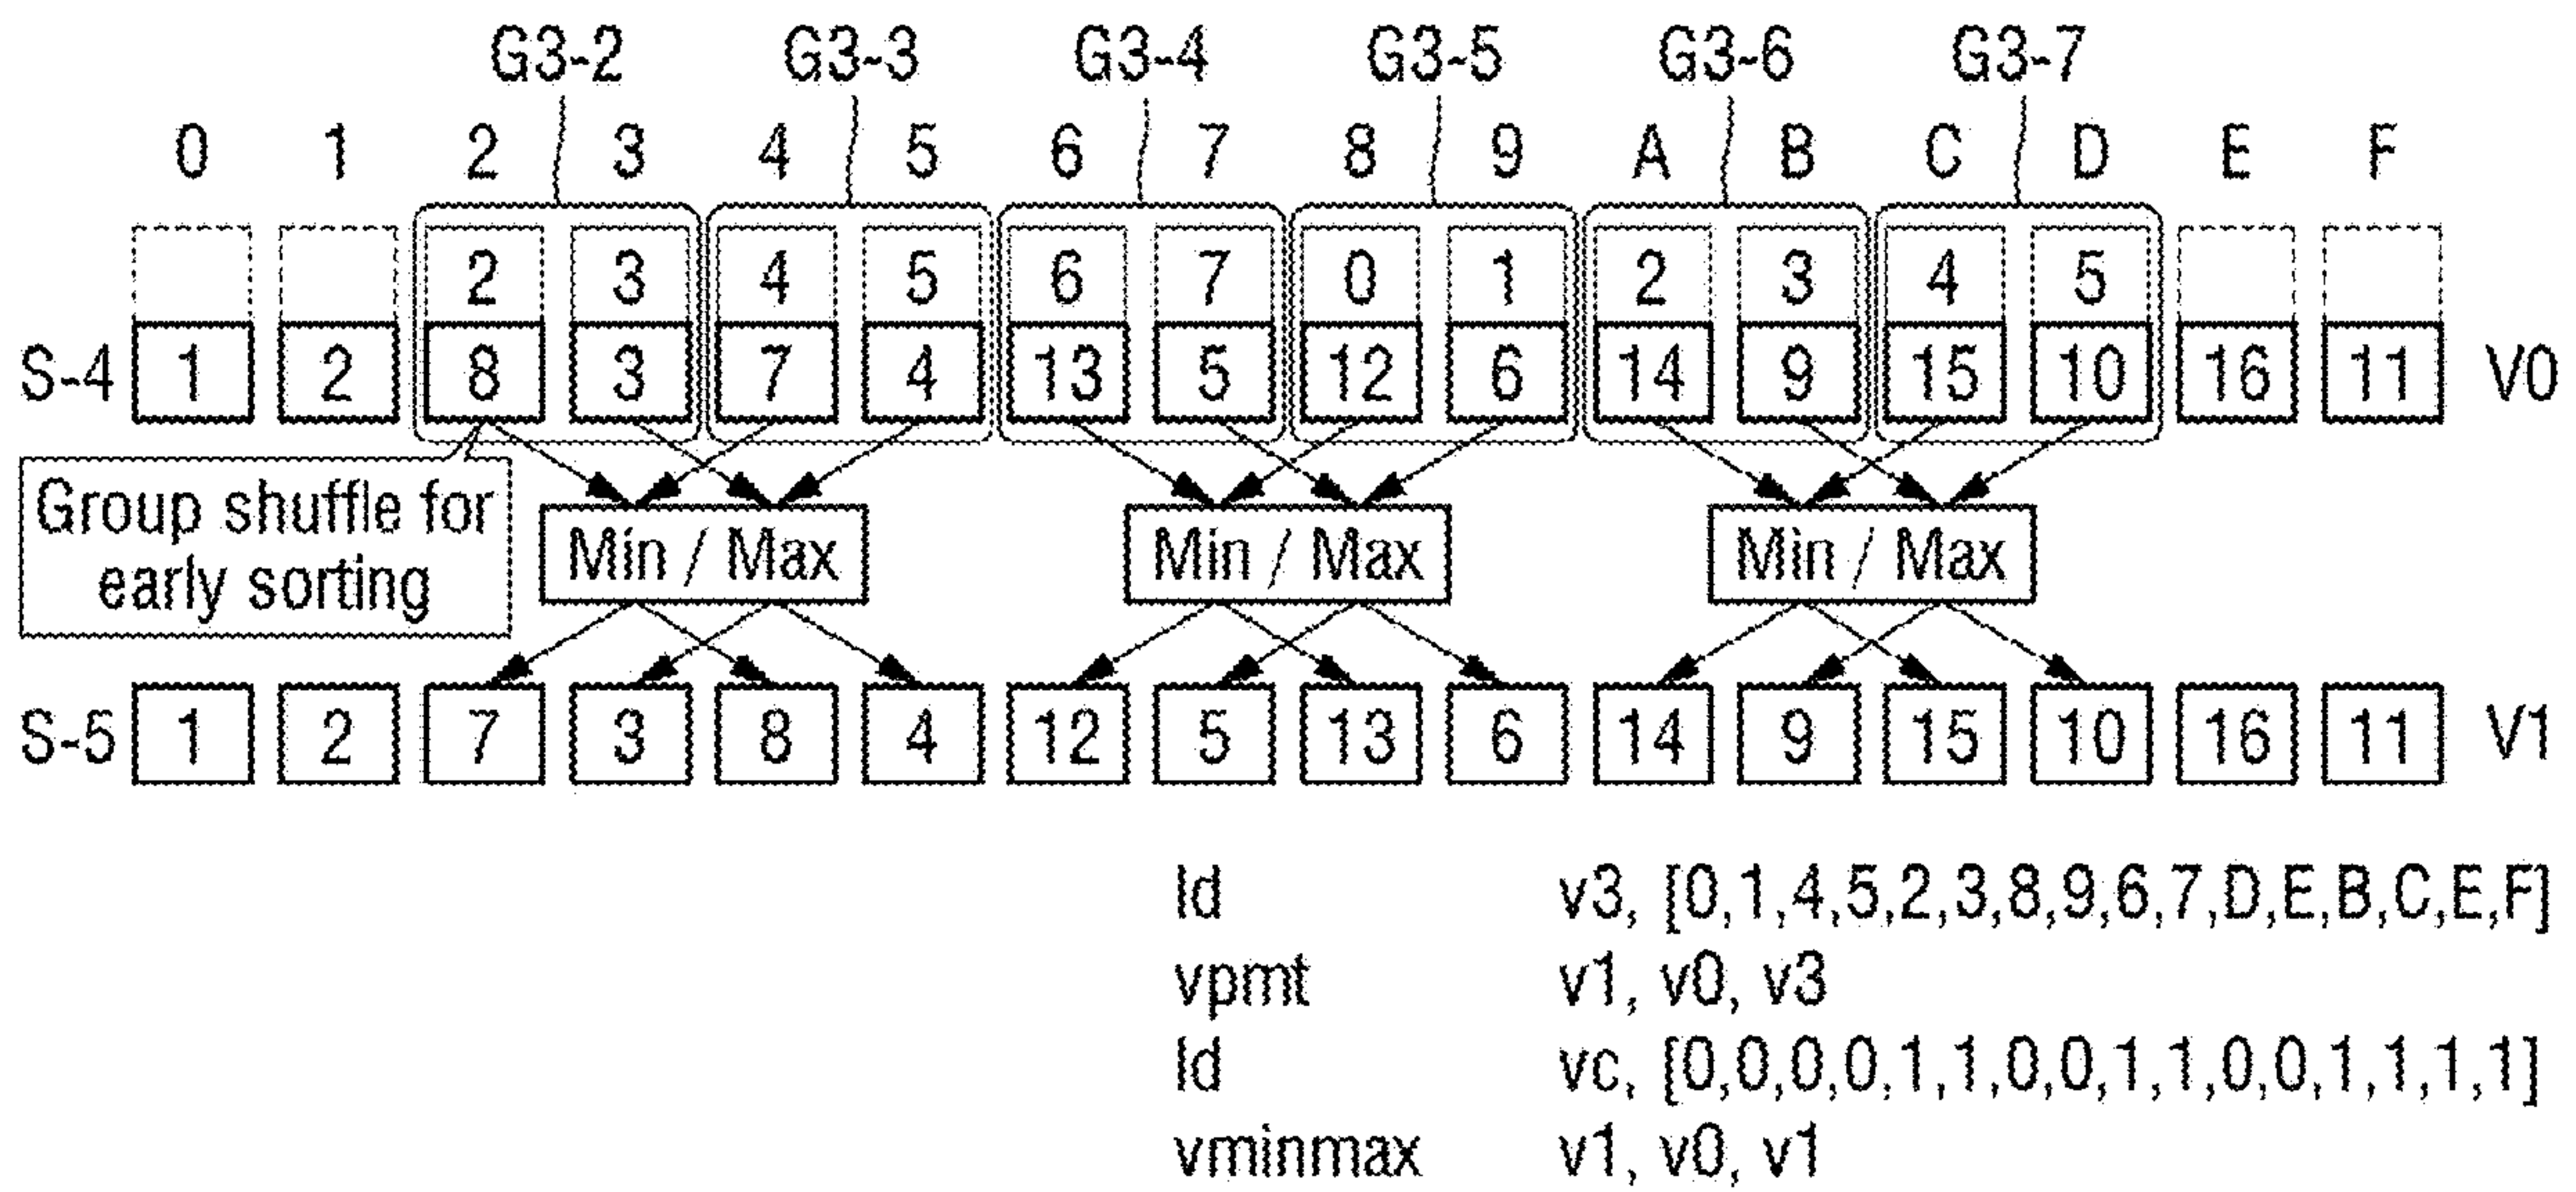 G3-2 G3-3 G3-4 G3-5 G3-6 G3-7
0 1 2 3 4 5 6 7 8 9 A B C D E F
2 3 4 5 6 7 0 1 2 3 4 5
S-4 1 2 8 3 7 4 13 5 12 6 14 9 15 10 16 11 V0
Group shuffle for
early sorting
Min / Max Min / Max Min / Max
S-5 1 2 7 3 8 4 12 5 13 6 14 9 15 10 16 11 V1
ld v3, [0,1,4,5,2,3,8,9,6,7,D,E,B,C,E,F]
vpmt v1, v0, v3
ld vc, [0,0,0,0,1,1,0,0,1,1,0,0,1,1,1,1]
vminmax v1, v0, v1